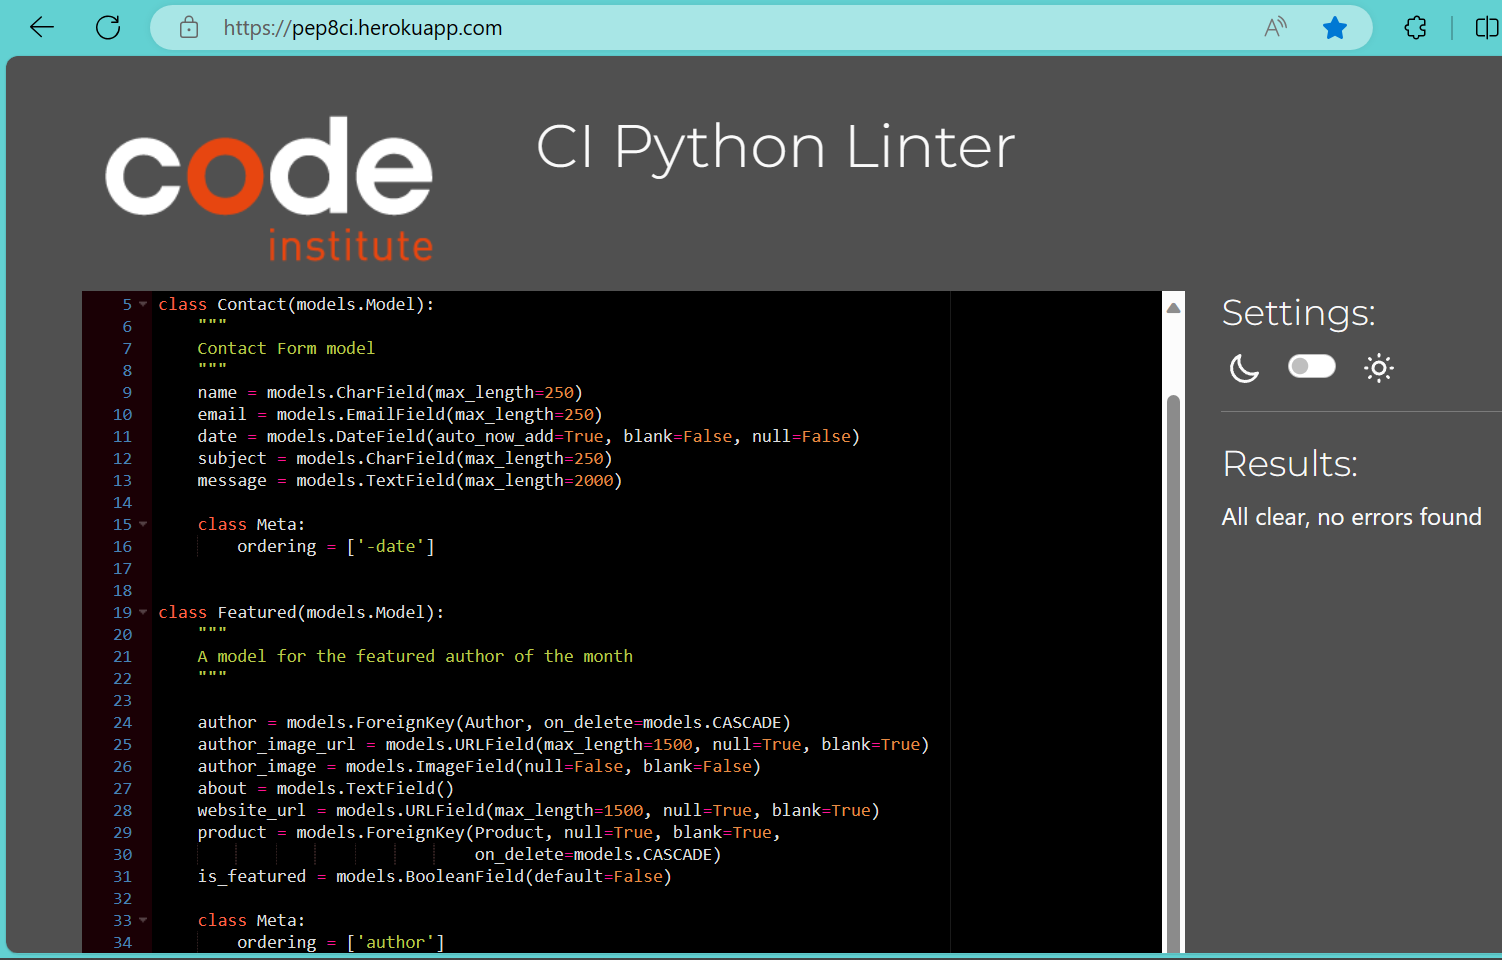 https://pep8ci.herokuapp.com
code
institute
CI Python Linter
5 class Contact(models.Model):
6     """
7     Contact Form model
8     """
9     name = models.CharField(max_length=250)
10     email = models.EmailField(max_length=250)
11     date = models.DateField(auto_now_add=True, blank=False, null=False)
12     subject = models.CharField(max_length=250)
13     message = models.TextField(max_length=2000)
14
15     class Meta:
16         ordering = ['-date']
17
18
19 class Featured(models.Model):
20     """
21     A model for the featured author of the month
22     """
23
24     author = models.ForeignKey(Author, on_delete=models.CASCADE)
25     author_image_url = models.URLField(max_length=1500, null=True, blank=True)
26     author_image = models.ImageField(null=False, blank=False)
27     about = models.TextField()
28     website_url = models.URLField(max_length=1500, null=True, blank=True)
29     product = models.ForeignKey(Product, null=True, blank=True,
30                                 on_delete=models.CASCADE)
31     is_featured = models.BooleanField(default=False)
32
33     class Meta:
34         ordering = ['author']
Settings:
Results:
All clear, no errors found